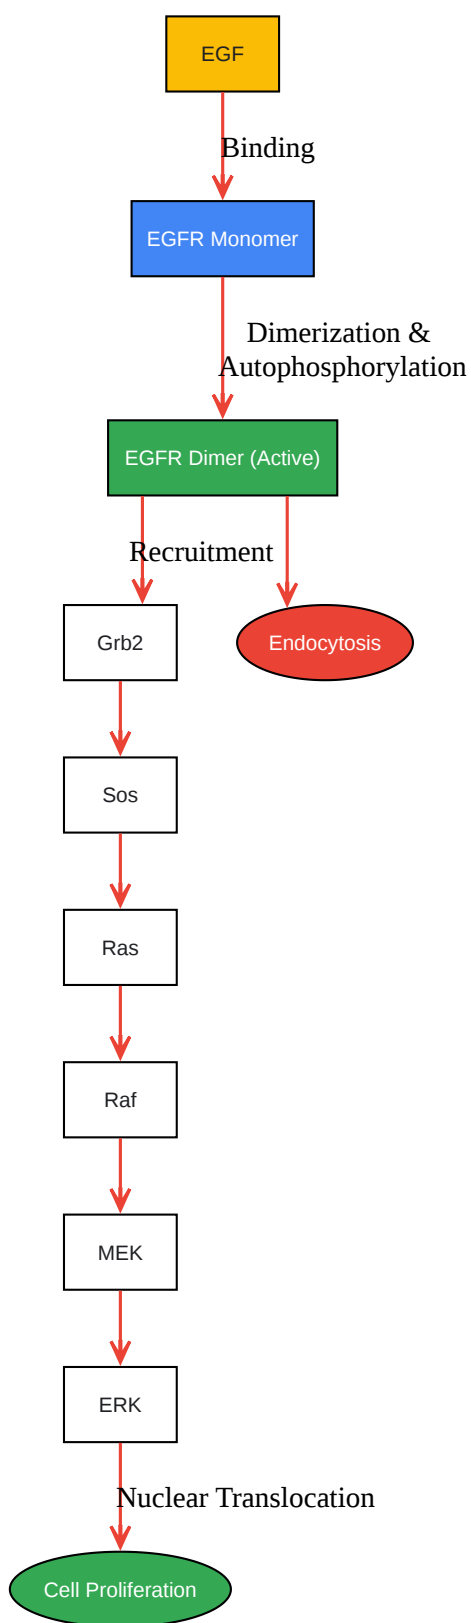 EGF
Binding
EGFR Monomer
Dimerization &
Autophosphorylation
EGFR Dimer (Active)
Recruitment
Grb2
Endocytosis
Sos
Ras
Raf
MEK
ERK
Nuclear Translocation
Cell Proliferation